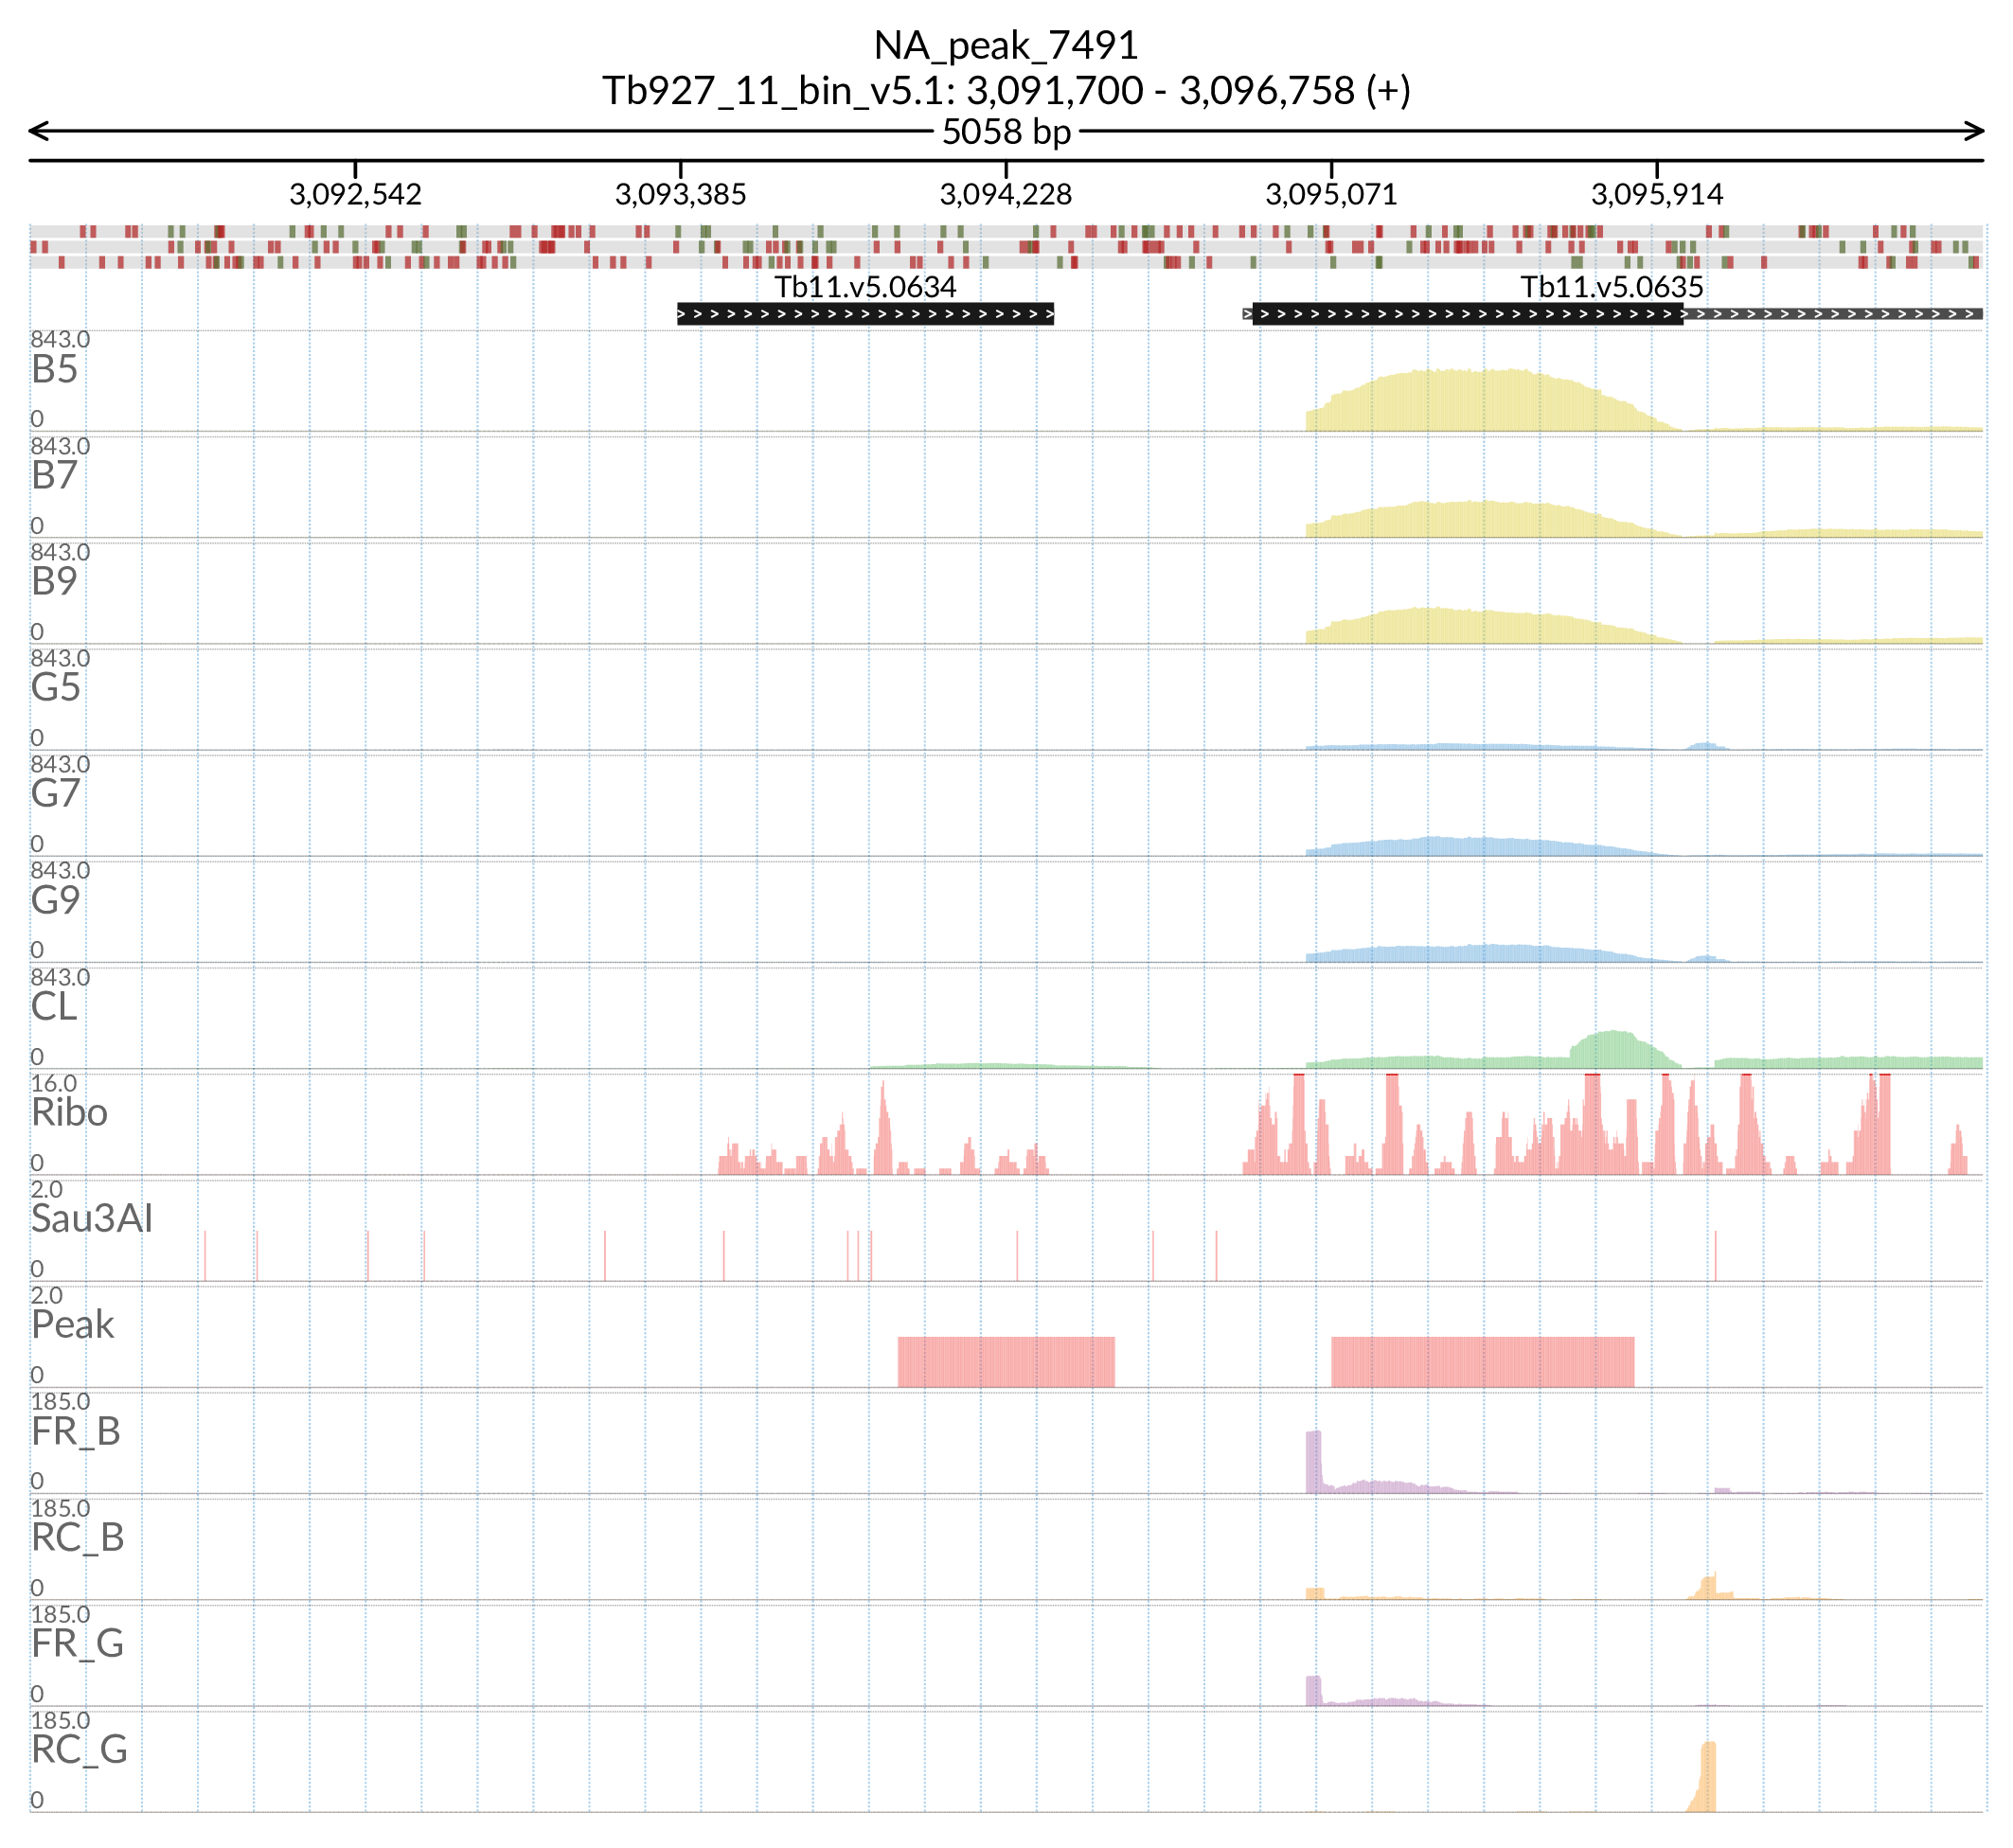 NA_peak_7491
Tb927_11_bin_v5.1: 3,091,700 - 3,096,758 (+)
5058 bp
3,092,542 3,093,385 3,094,228 3,095,071 3,095,914
Tb11.v5.0634 Tb11.v5.0635
843.0
B5
0
843.0
B7
0
843.0
B9
0
843.0
G5
0
843.0
G7
0
843.0
G9
0
843.0
CL
0
16.0
Ribo
0
2.0
Sau3AI
0
2.0
Peak
0
185.0
FR_B
0
185.0
RC_B
0
185.0
FR_G
0
185.0
RC_G
0